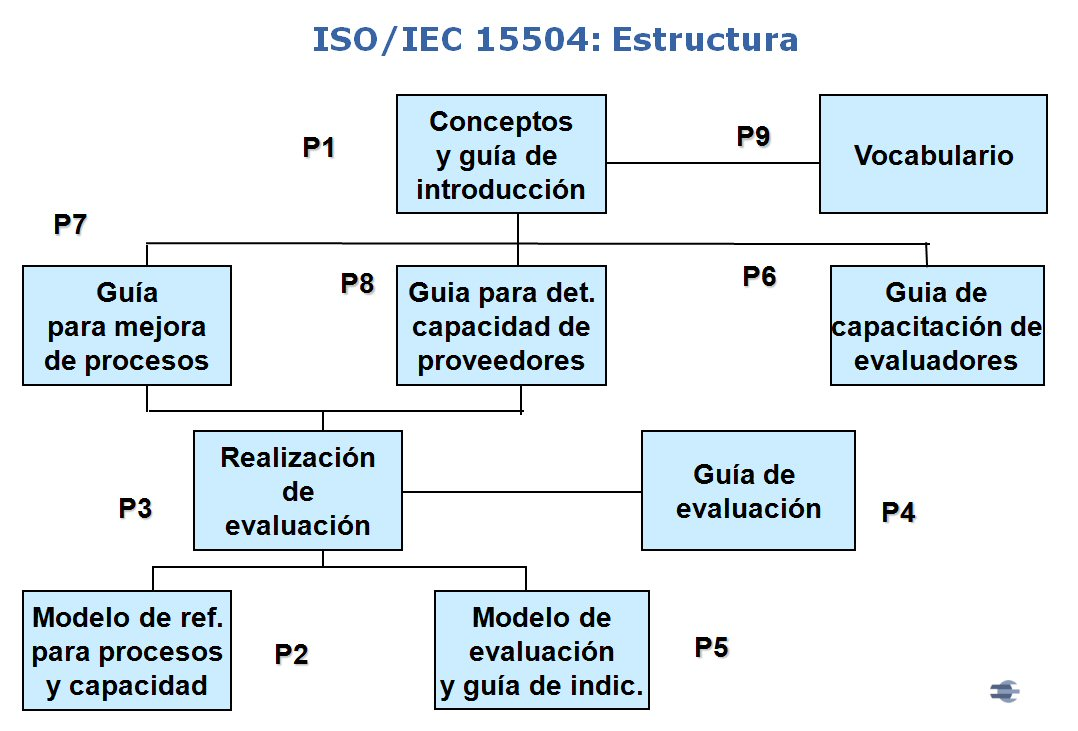 ISO/IEC 15504: Estructura
P1
Conceptos
y guía de
introducción
P9
Vocabulario
P7
Guía
para mejora
de procesos
P8
Guia para det.
capacidad de
proveedores
P6
Guia de
capacitación de
evaluadores
P3
Realización
de
evaluación
Guía de
evaluación
P4
Modelo de ref.
para procesos
y capacidad
P2
Modelo de
evaluación
y guía de indic.
P5